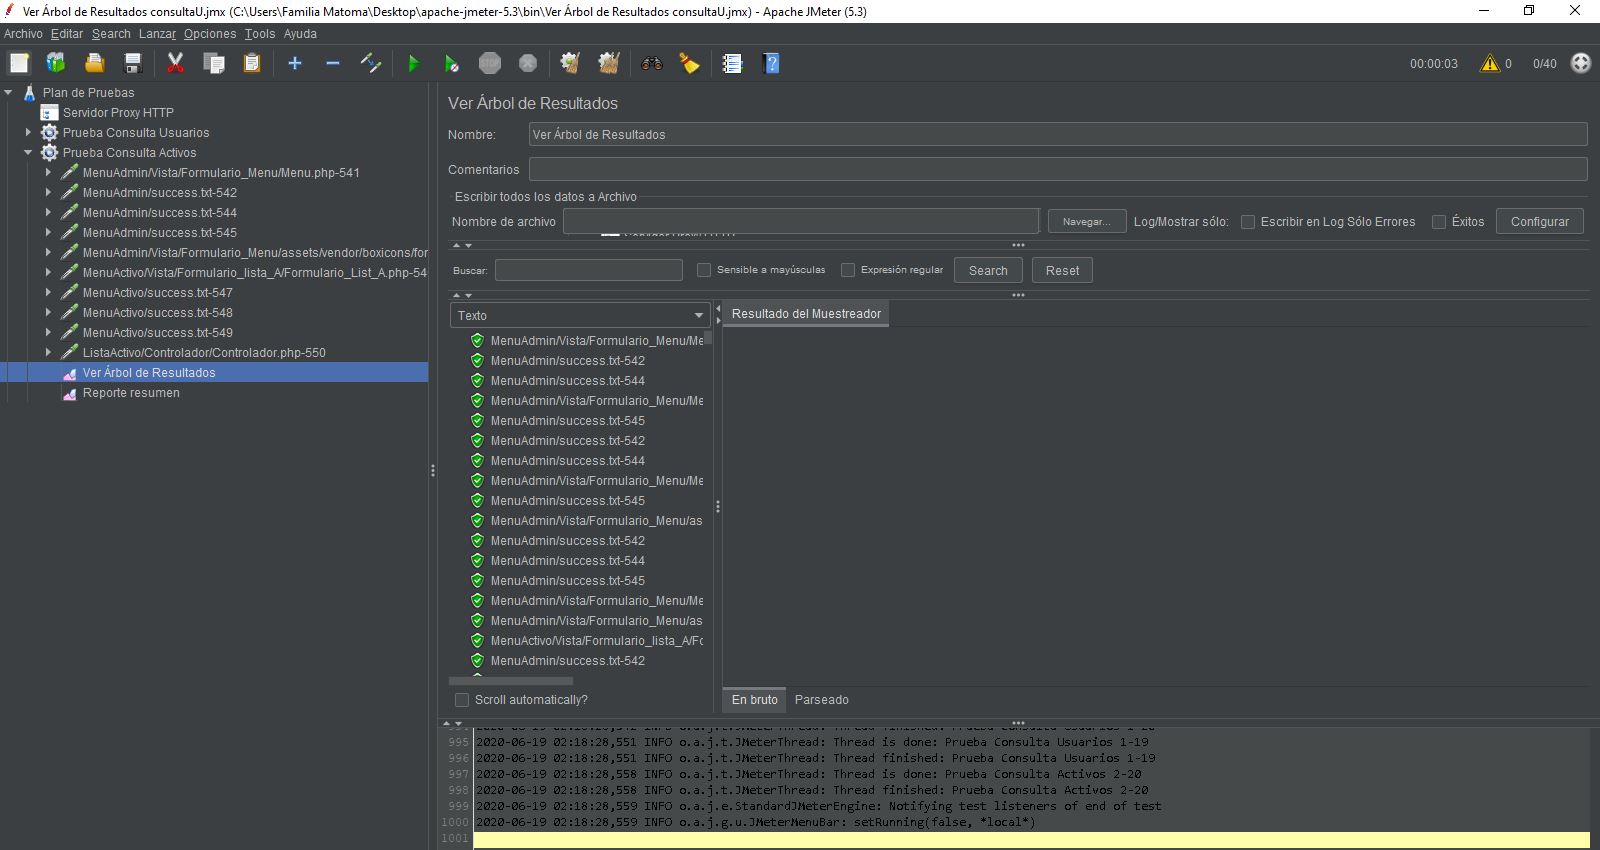 Ver Árbol de Resultados consultaU.jmx (C:\Users\Familia Matoma\Desktop\apache-jmeter-5.3\bin\Ver Árbol de Resultados consultaU.jmx) - Apache JMeter (5.3)
Archivo Editar Search Lanzar Opciones Tools Ayuda
STOP 00:00:03 0 0/40
Plan de Pruebas
Servidor Proxy HTTP
Prueba Consulta Usuarios
Prueba Consulta Activos
MenuAdmin/Vista/Formulario_Menu/Menu.php-541
MenuAdmin/success.txt-542
MenuAdmin/success.txt-544
MenuAdmin/success.txt-545
MenuAdmin/Vista/Formulario_Menu/assets/vendor/boxicons/for
MenuActivo/Vista/Formulario_lista_A/Formulario_List_A.php-54
MenuActivo/success.txt-547
MenuActivo/success.txt-548
MenuActivo/success.txt-549
ListaActivo/Controlador/Controlador.php-550
Ver Árbol de Resultados
Reporte resumen
Ver Árbol de Resultados
Nombre: Ver Árbol de Resultados
Comentarios
Escribir todos los datos a Archivo
Nombre de archivo Navegar... Log/Mostrar sólo: Escribir en Log Sólo Errores Éxitos Configurar
Buscar: Sensible a mayúsculas Expresión regular Search Reset
Texto
MenuAdmin/Vista/Formulario_Menu/Me
MenuAdmin/success.txt-542
MenuAdmin/success.txt-544
MenuAdmin/Vista/Formulario_Menu/Me
MenuAdmin/success.txt-545
MenuAdmin/success.txt-542
MenuAdmin/success.txt-544
MenuAdmin/Vista/Formulario_Menu/Me
MenuAdmin/success.txt-545
MenuAdmin/Vista/Formulario_Menu/as
MenuAdmin/success.txt-542
MenuAdmin/success.txt-544
MenuAdmin/success.txt-545
MenuAdmin/Vista/Formulario_Menu/Me
MenuAdmin/Vista/Formulario_Menu/as
MenuActivo/Vista/Formulario_lista_A/Fo
MenuAdmin/success.txt-542
Scroll automatically?
Resultado del Muestreador
En bruto Parseado
995 2020-06-19 02:18:28,551 INFO o.a.j.t.JMeterThread: Thread is done: Prueba Consulta Usuarios 1-19
996 2020-06-19 02:18:28,551 INFO o.a.j.t.JMeterThread: Thread finished: Prueba Consulta Usuarios 1-19
997 2020-06-19 02:18:28,558 INFO o.a.j.t.JMeterThread: Thread is done: Prueba Consulta Activos 2-20
998 2020-06-19 02:18:28,558 INFO o.a.j.t.JMeterThread: Thread finished: Prueba Consulta Activos 2-20
999 2020-06-19 02:18:28,559 INFO o.a.j.e.StandardJMeterEngine: Notifying test listeners of end of test
1000 2020-06-19 02:18:28,559 INFO o.a.j.g.u.JMeterMenuBar: setRunning(false, *local*)
1001